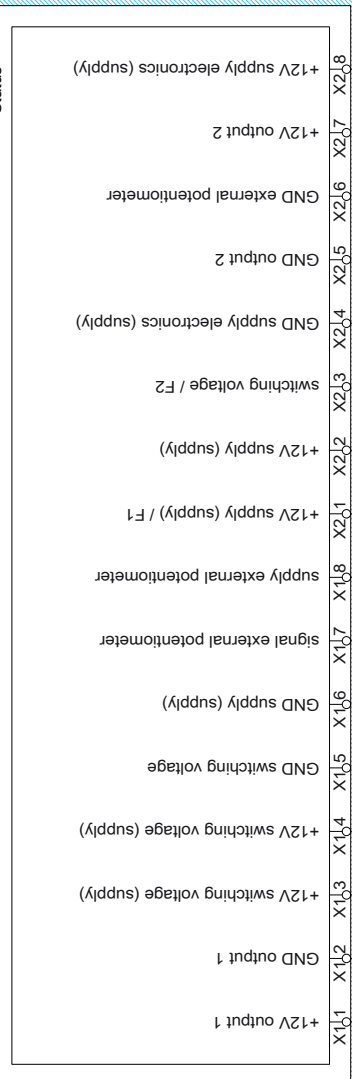 Status
+12V supply electronics (supply) X2.8
+12V output 2 X2.7
GND external potentiometer X2.6
GND output 2 X2.5
GND supply electronics (supply) X2.4
switching voltage / F2 X2.3
+12V supply (supply) X2.2
+12V supply (supply) / F1 X2.1
supply external potentiometer X1.8
signal external potentiometer X1.7
GND supply (supply) X1.6
GND switching voltage X1.5
+12V switching voltage (supply) X1.4
+12V switching voltage (supply) X1.3
GND output 1 X1.2
+12V output 1 X1.1